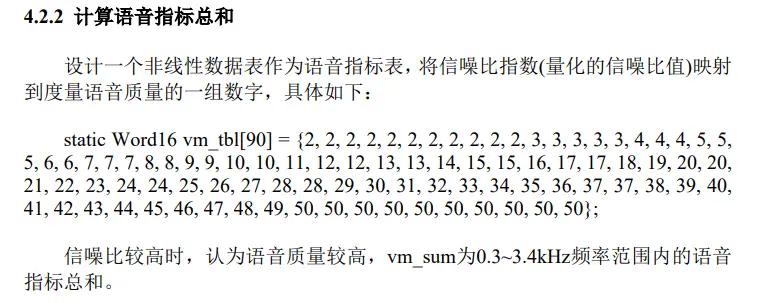 4.2.2 计算语音指标总和
设计一个非线性数据表作为语音指标表，将信噪比指数(量化的信噪比值)映射
到度量语音质量的一组数字，具体如下：
static Word16 vm_tbl[90] = {2, 2, 2, 2, 2, 2, 2, 2, 2, 2, 2, 3, 3, 3, 3, 3, 4, 4, 4, 5, 5,
5, 6, 6, 7, 7, 7, 8, 8, 9, 9, 10, 10, 11, 12, 12, 13, 13, 14, 15, 15, 16, 17, 17, 18, 19, 20, 20,
21, 22, 23, 24, 24, 25, 26, 27, 28, 28, 29, 30, 31, 32, 33, 34, 35, 36, 37, 37, 38, 39, 40,
41, 42, 43, 44, 45, 46, 47, 48, 49, 50, 50, 50, 50, 50, 50, 50, 50, 50, 50};
信噪比较高时，认为语音质量较高，vm_sum为0.3~3.4kHz频率范围内的语音
指标总和。